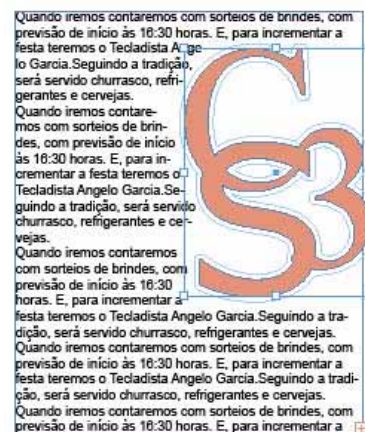 Quando iremos contaremos com sorteios de brindes, com
previsão de início às 16:30 horas. E, para incrementar a
festa teremos o Tecladista Ange
lo Garcia.Seguindo a tradição,
será servido churrasco, refri-
gerantes e cervejas.
Quando iremos contare-
mos com sorteios de brin-
des, com previsão de início
às 16:30 horas. E, para in-
crementar a festa teremos o
Tecladista Angelo Garcia.Se-
guindo a tradição, será servido
churrasco, refrigerantes e cer-
vejas.
Quando iremos contaremos
com sorteios de brindes, com
previsão de início às 16:30
horas. E, para incrementar a
festa teremos o Tecladista Angelo Garcia.Seguindo a tra-
dição, será servido churrasco, refrigerantes e cervejas.
Quando iremos contaremos com sorteios de brindes, com
previsão de início às 16:30 horas. E, para incrementar a
festa teremos o Tecladista Angelo Garcia.Seguindo a tradi-
ção, será servido churrasco, refrigerantes e cervejas.
Quando iremos contaremos com sorteios de brindes, com
previsão de início às 16:30 horas. E, para incrementar a
CS3